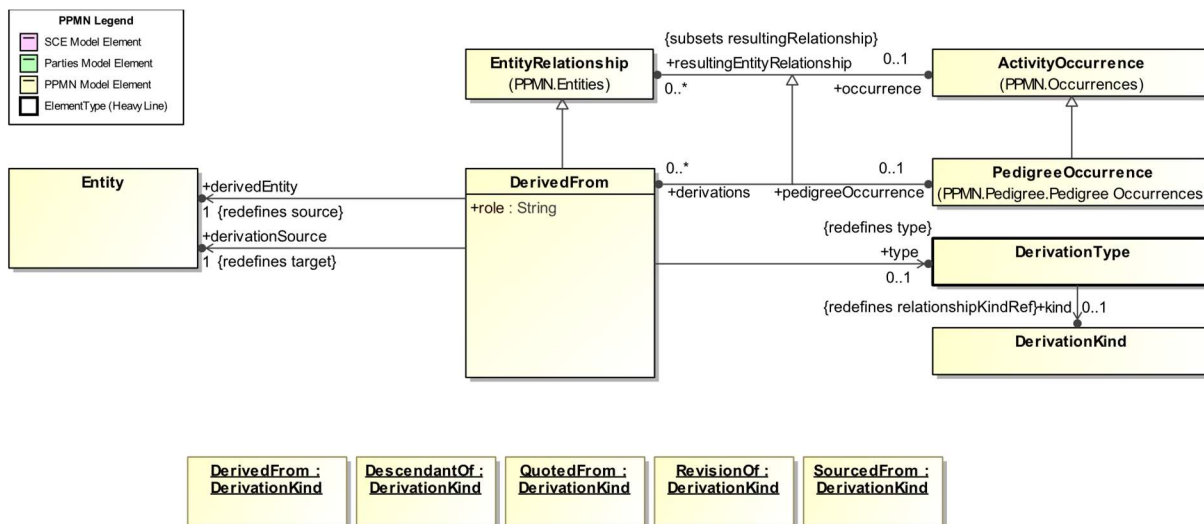 PPMN Legend
SCE Model Element
Parties Model Element
PPMN Model Element
ElementType (Heavy Line)
EntityRelationship
(PPMN.Entities)
{subsets resultingRelationship}
+resultingEntityRelationship
0..1
0..*
+occurrence
ActivityOccurrence
(PPMN.Occurrences)
Entity
+derivedEntity
1 {redefines source}
+derivationSource
1 {redefines target}
DerivedFrom
+role : String
0..*
0..1
+derivations
+pedigreeOccurrence
PedigreeOccurrence
(PPMN.Pedigree.Pedigree Occurrences
{redefines type}
+type
0..1
DerivationType
{redefines relationshipKindRef}
+kind
0..1
DerivationKind
DerivedFrom :
DerivationKind
DescendantOf :
DerivationKind
QuotedFrom :
DerivationKind
RevisionOf :
DerivationKind
SourcedFrom :
DerivationKind